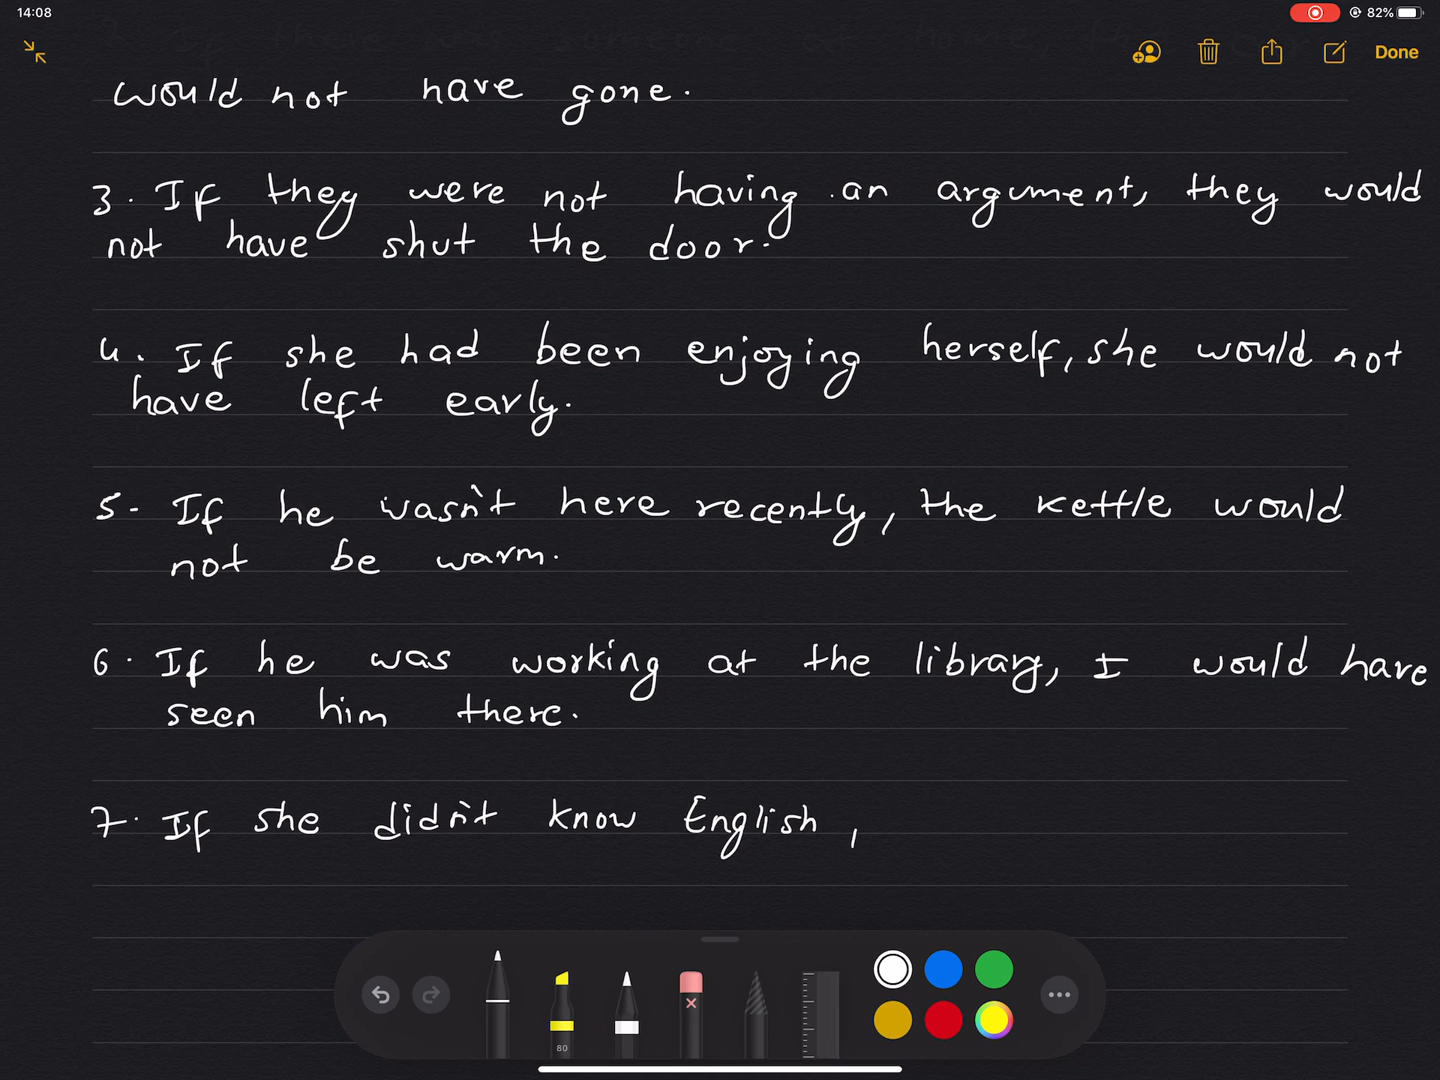 14:08
82%
Done
would not have gone.
3. If they were not having an argument, they would
not have shut the door.
4. If she had been enjoying herself, she would not
have left early.
5- If he wasn't here recently, the kettle would
not be warm.
6. If he was working at the library, I would have
seen him there.
7. If she didn't know English,
80